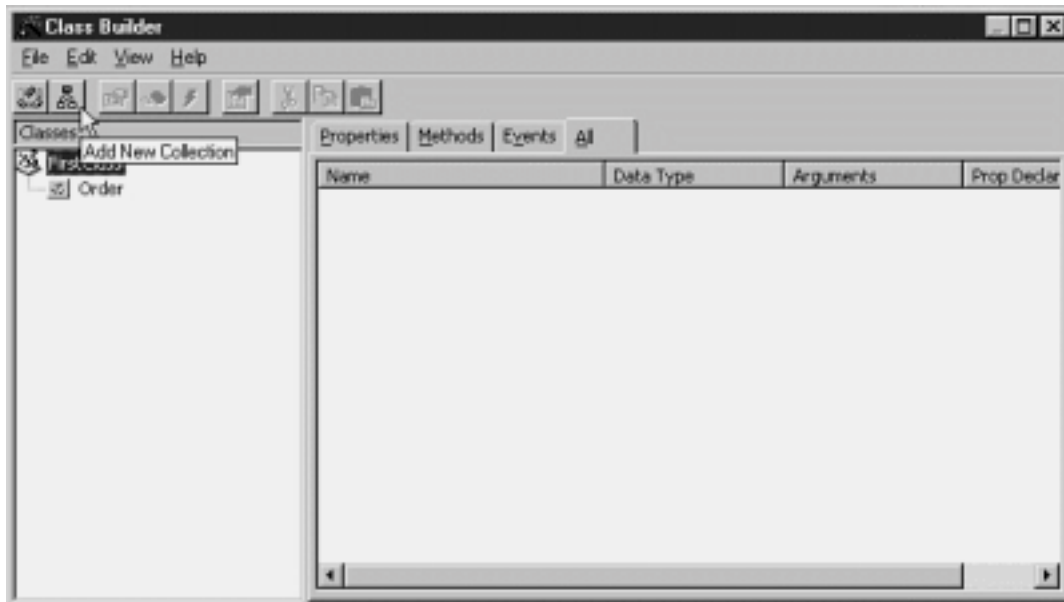 Class Builder
File Edit View Help
Classes
Add New Collection
Properties Methods Events All
Name Data Type Arguments Prop Declar
Order